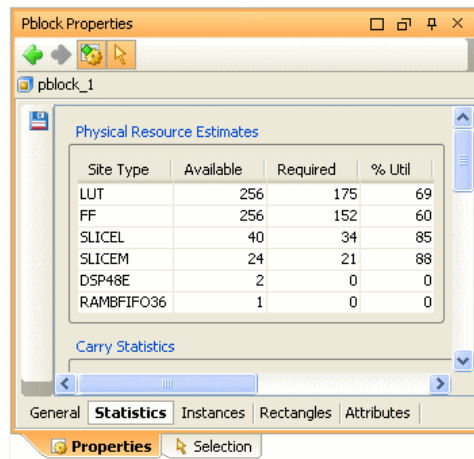 Pblock Properties
pblock_1
Physical Resource Estimates
Site Type Available Required % Util
LUT 256 175 69
FF 256 152 60
SLICEL 40 34 85
SLICEM 24 21 88
DSP48E 2 0 0
RAMBFIFO36 1 0 0
Carry Statistics
General Statistics Instances Rectangles Attributes
Properties Selection